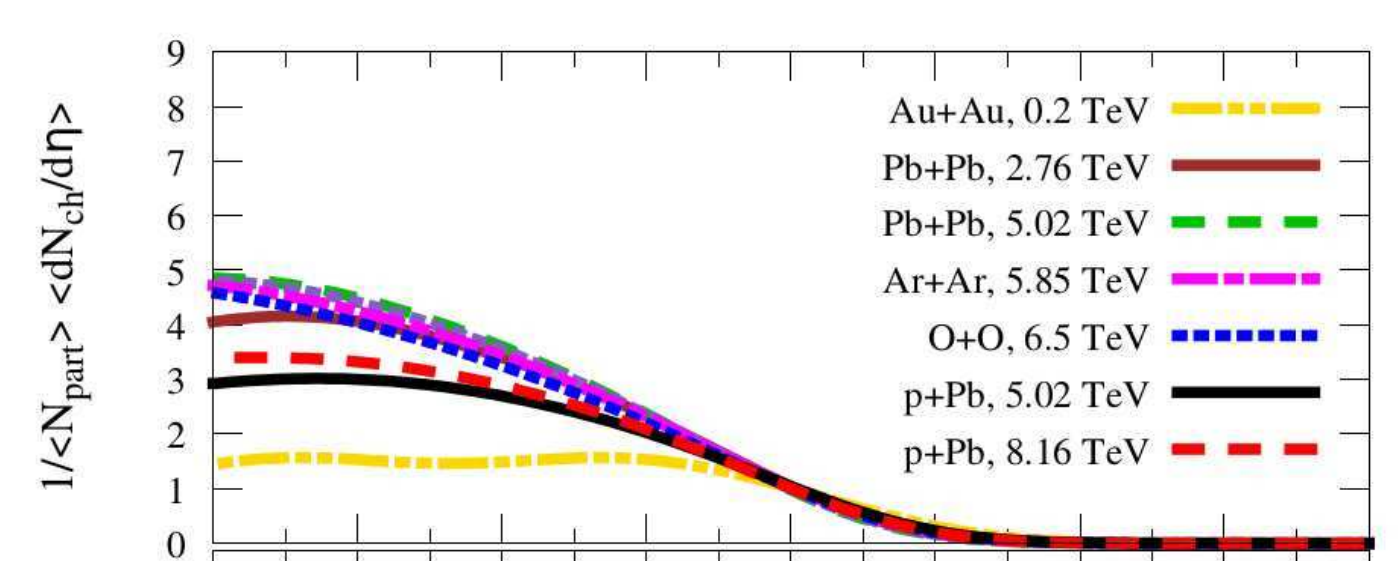 1/<N_part> <dN_ch/dη>
9
8
7
6
5
4
3
2
1
0
Au+Au, 0.2 TeV
Pb+Pb, 2.76 TeV
Pb+Pb, 5.02 TeV
Ar+Ar, 5.85 TeV
O+O, 6.5 TeV
p+Pb, 5.02 TeV
p+Pb, 8.16 TeV